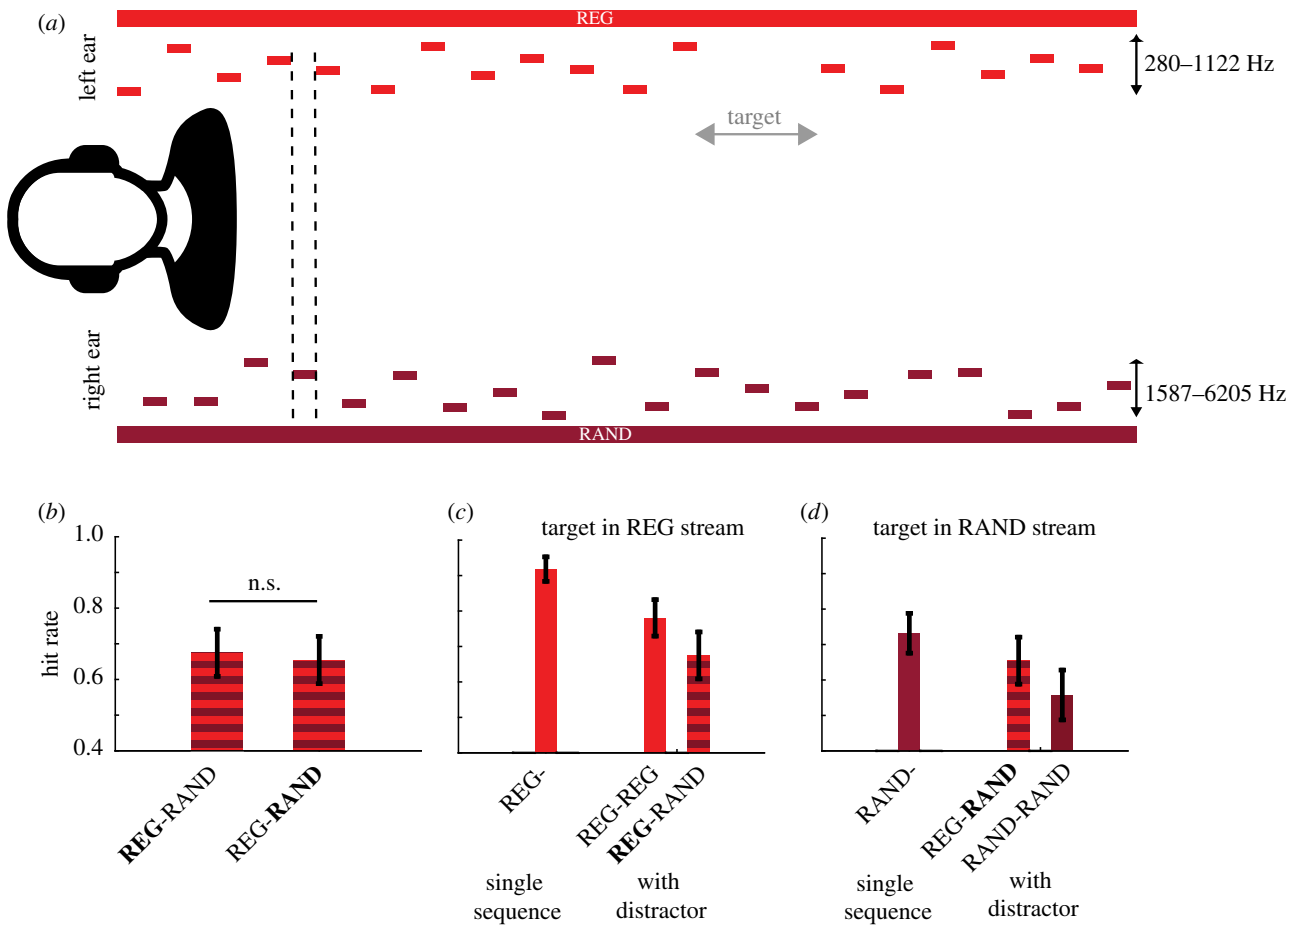 (a)
REG
left ear
280–1122 Hz
target
right ear
1587–6205 Hz
RAND
(b)
1.0
0.8
0.6
0.4
hit rate
n.s.
REG-RAND
REG-RAND
(c)
target in REG stream
REG-
REG-REG
REG-RAND
single
sequence
with
distractor
(d)
target in RAND stream
RAND-
REG-RAND
RAND-RAND
single
sequence
with
distractor